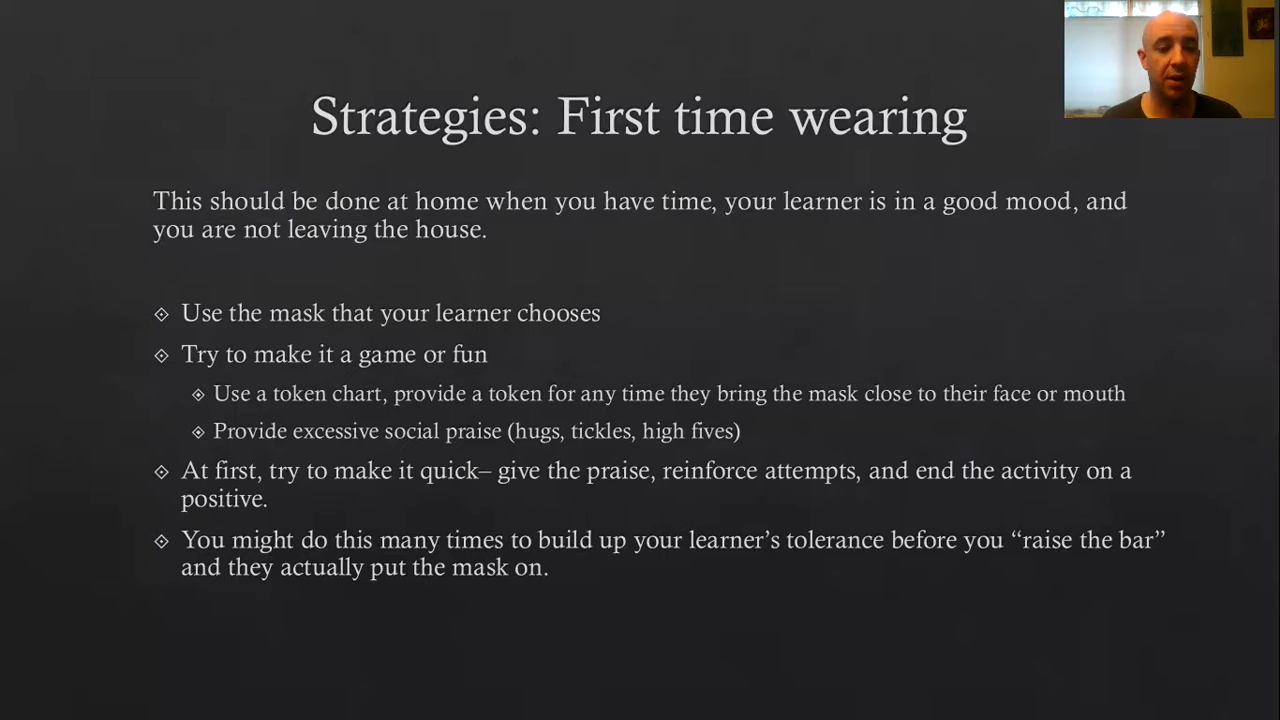 Strategies: First time wearing
This should be done at home when you have time, your learner is in a good mood, and
you are not leaving the house.
Use the mask that your learner chooses
Try to make it a game or fun
Use a token chart, provide a token for any time they bring the mask close to their face or mouth
Provide excessive social praise (hugs, tickles, high fives)
At first, try to make it quick– give the praise, reinforce attempts, and end the activity on a
positive.
You might do this many times to build up your learner’s tolerance before you “raise the bar”
and they actually put the mask on.